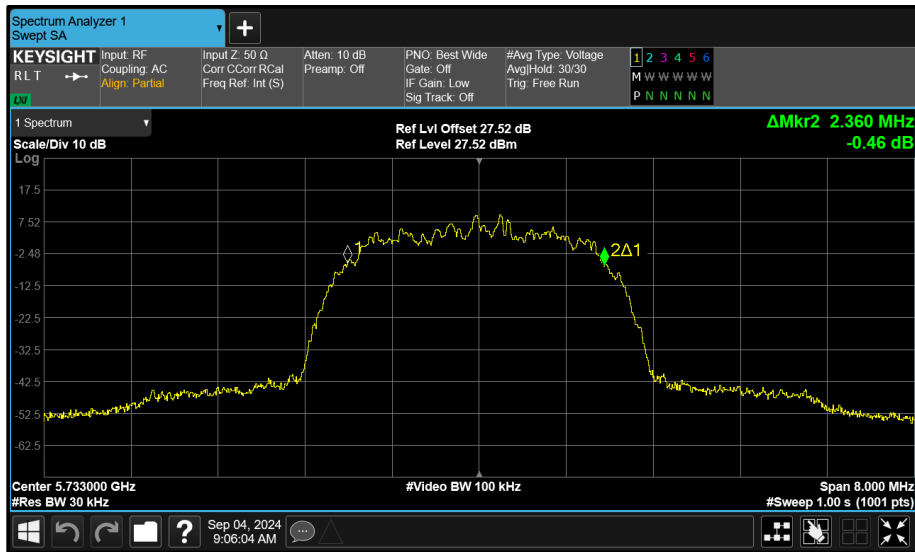 Spectrum Analyzer 1
Swept SA
+
KEYSIGHT
R L T
LXI
Input: RF
Coupling: AC
Align: Partial
Input Z: 50 Ω
Corr CCorr RCal
Freq Ref: Int (S)
Atten: 10 dB
Preamp: Off
PNO: Best Wide
Gate: Off
IF Gain: Low
Sig Track: Off
#Avg Type: Voltage
Avg|Hold: 30/30
Trig: Free Run
1 2 3 4 5 6
M W W W W W
P N N N N N
1 Spectrum
Scale/Div 10 dB
Ref Lvl Offset 27.52 dB
Ref Level 27.52 dBm
ΔMkr2 2.360 MHz
-0.46 dB
Log
17.5
7.52
-2.48
-12.5
-22.5
-32.5
-42.5
-52.5
-62.5
1
2Δ1
Center 5.733000 GHz
#Video BW 100 kHz
Span 8.000 MHz
#Res BW 30 kHz
#Sweep 1.00 s (1001 pts)
?
Sep 04, 2024
9:06:04 AM